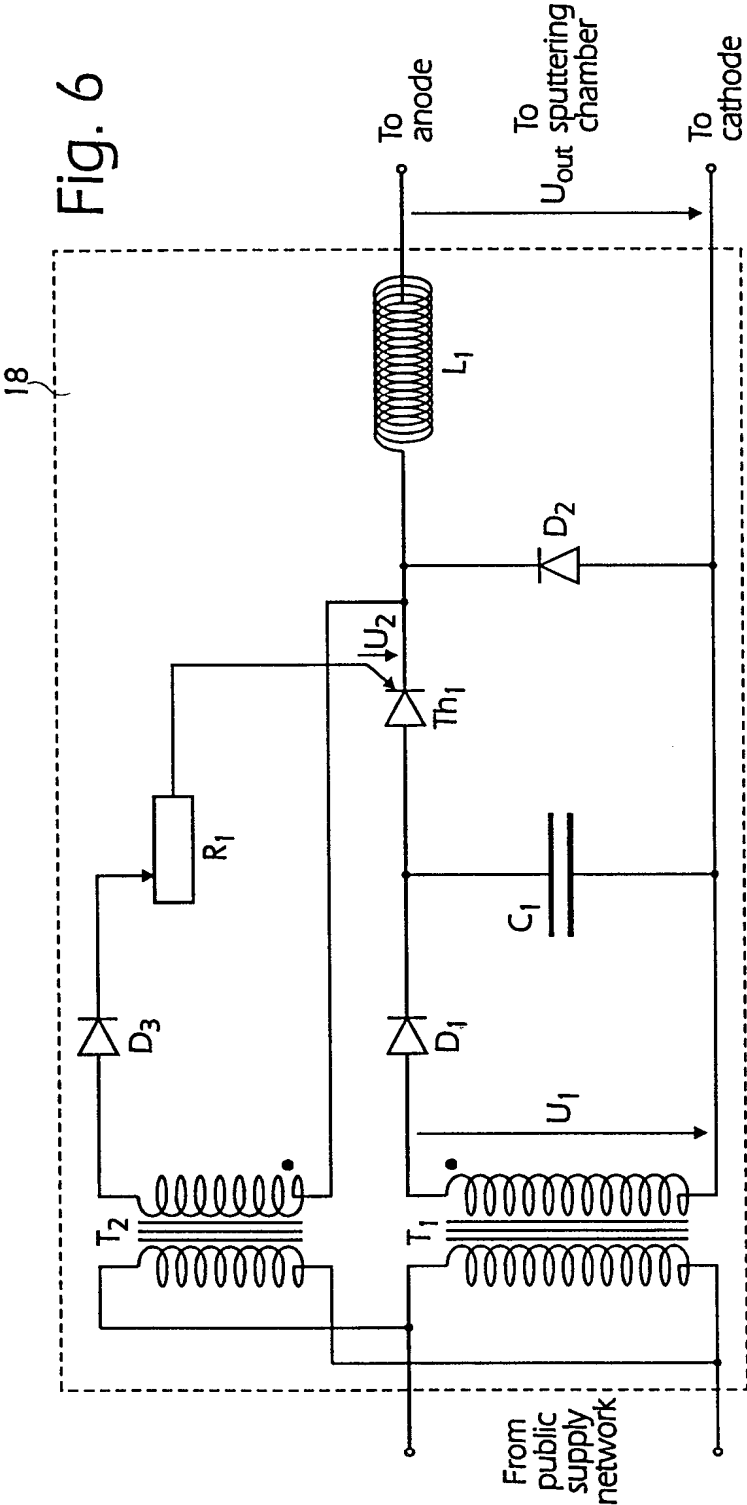 Fig. 6
18
From
public
supply
network
T2
D3
R1
U2
Th1
T1
U1
D1
C1
D2
L1
To
anode
Uout
To
sputtering
chamber
To
cathode